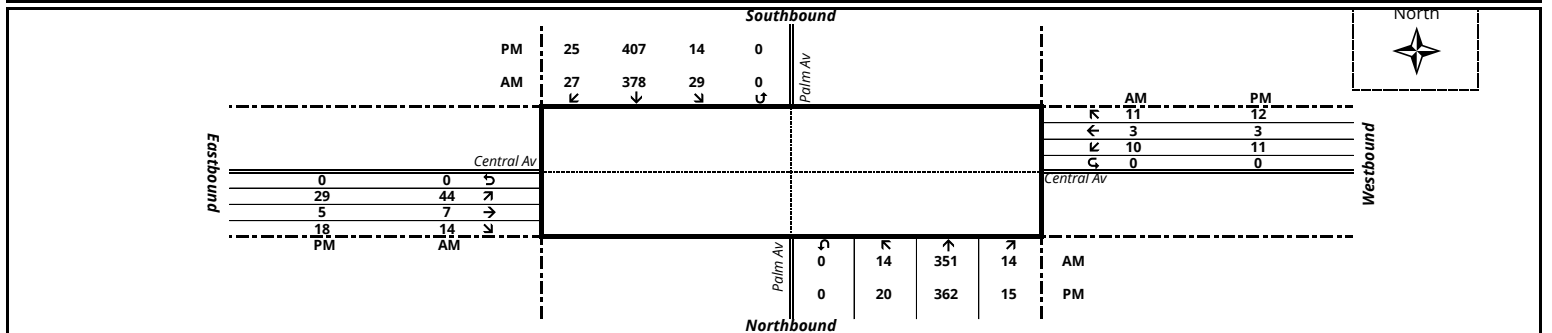 Southbound
North
PM 25 407 14 0
Palm Av
AM 27 378 29 0
AM PM
11 12
3 3
10 11
0 0
Eastbound
Westbound
Central Av
Central Av
0 0
29 44
5 7
18 14
PM AM
Palm Av
0 14 351 14 AM
0 20 362 15 PM
Northbound